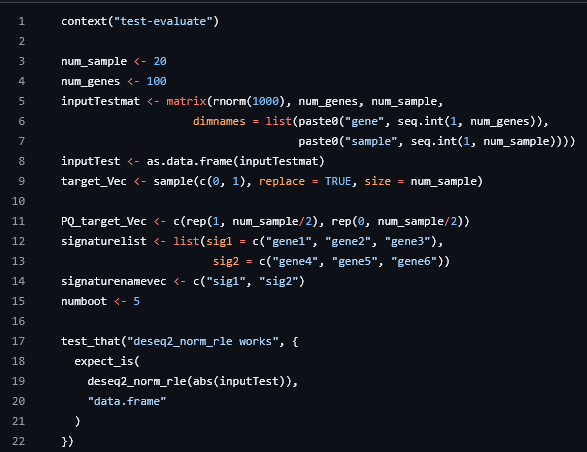 1 context("test-evaluate")
2
3 num_sample <- 20
4 num_genes <- 100
5 inputTestmat <- matrix(rnorm(1000), num_genes, num_sample,
6 dimnames = list(paste0("gene", seq.int(1, num_genes)),
7 paste0("sample", seq.int(1, num_sample))))
8 inputTest <- as.data.frame(inputTestmat)
9 target_Vec <- sample(c(0, 1), replace = TRUE, size = num_sample)
10
11 PQ_target_Vec <- c(rep(1, num_sample/2), rep(0, num_sample/2))
12 signaturelist <- list(sig1 = c("gene1", "gene2", "gene3"),
13 sig2 = c("gene4", "gene5", "gene6"))
14 signaturenamevec <- c("sig1", "sig2")
15 numboot <- 5
16
17 test_that("deseq2_norm_rle works", {
18 expect_is(
19 deseq2_norm_rle(abs(inputTest)),
20 "data.frame"
21 )
22 })